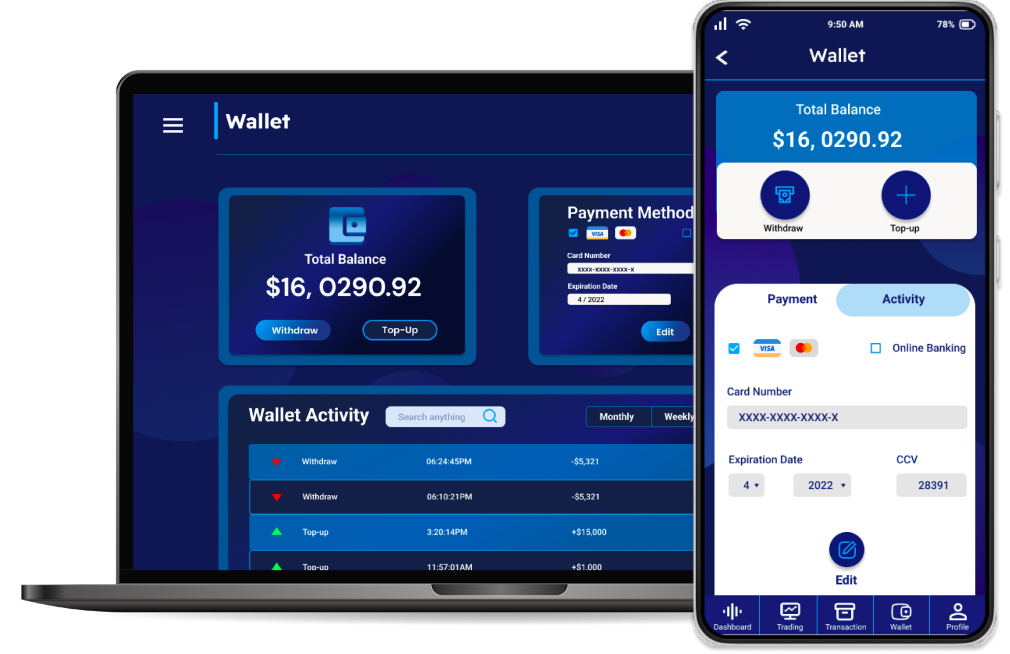 Wallet
Total Balance
$16, 0290.92
Withdraw
Top-Up
Payment Method
VISA
Card Number
xxxx-xxxx-xxxx-x
Expiration Date
4 / 2022
Edit
Wallet Activity
Search anything
Monthly
Weekly
Withdraw 06:24:45PM -$5,321
Withdraw 06:10:21PM -$5,321
Top-up 3:20:14PM +$15,000
Top-up 11:57:01AM +$1,000
9:50 AM 78%
Wallet
Total Balance
$16, 0290.92
Withdraw Top-up
Payment Activity
VISA Online Banking
Card Number
XXXX-XXXX-XXXX-X
Expiration Date CCV
4 2022 28391
Edit
Dashboard Trading Transaction Wallet Profile